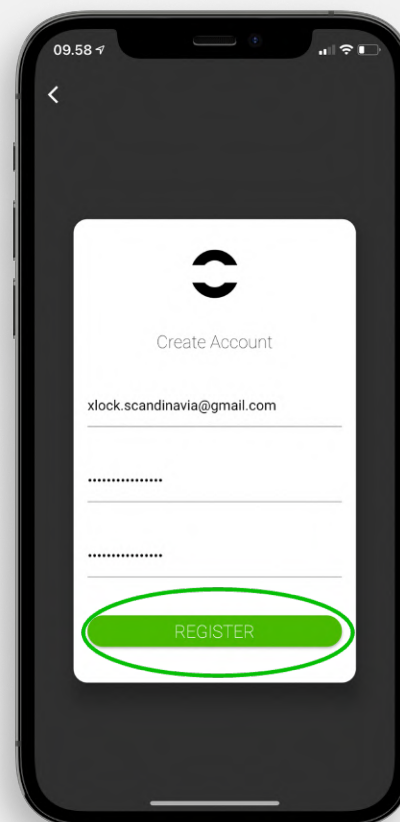 09.58
Create Account
xlock.scandinavia@gmail.com
................
................
REGISTER